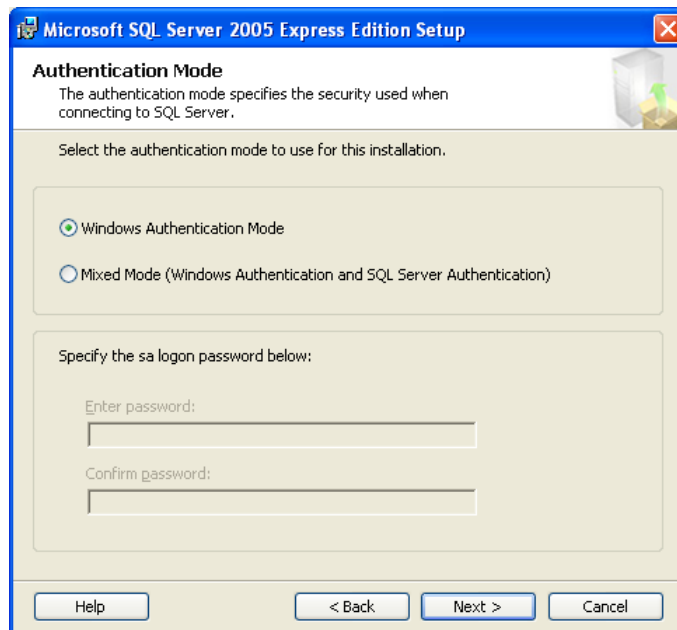 Microsoft SQL Server 2005 Express Edition Setup
Authentication Mode
The authentication mode specifies the security used when
connecting to SQL Server.
Select the authentication mode to use for this installation.
Windows Authentication Mode
Mixed Mode (Windows Authentication and SQL Server Authentication)
Specify the sa logon password below:
Enter password:
Confirm password:
Help
< Back
Next >
Cancel